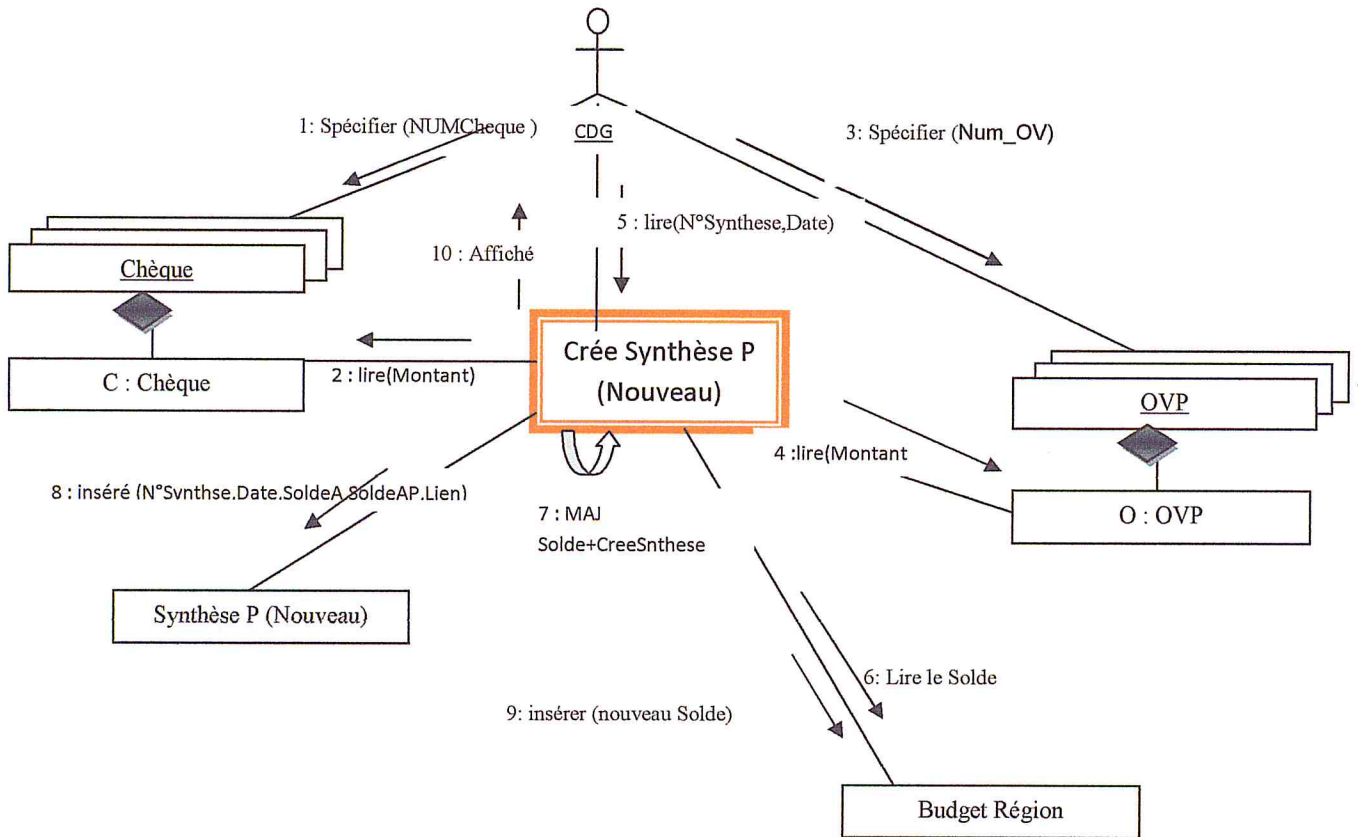 1: Spécifier (NUMCheque )
CDG
3: Spécifier (Num_OV)
5 : lire(N°Synthese,Date)
10 : Affiché
Chèque
Crée Synthèse P
(Nouveau)
C : Chèque
2 : lire(Montant)
OVP
4 :lire(Montant
O : OVP
8 : inséré (N°Synthse.Date.SoldeA.SoldeAP.Lien)
7 : MAJ
Solde+CreeSnthese
Synthèse P (Nouveau)
6: Lire le Solde
9: insérer (nouveau Solde)
Budget Région